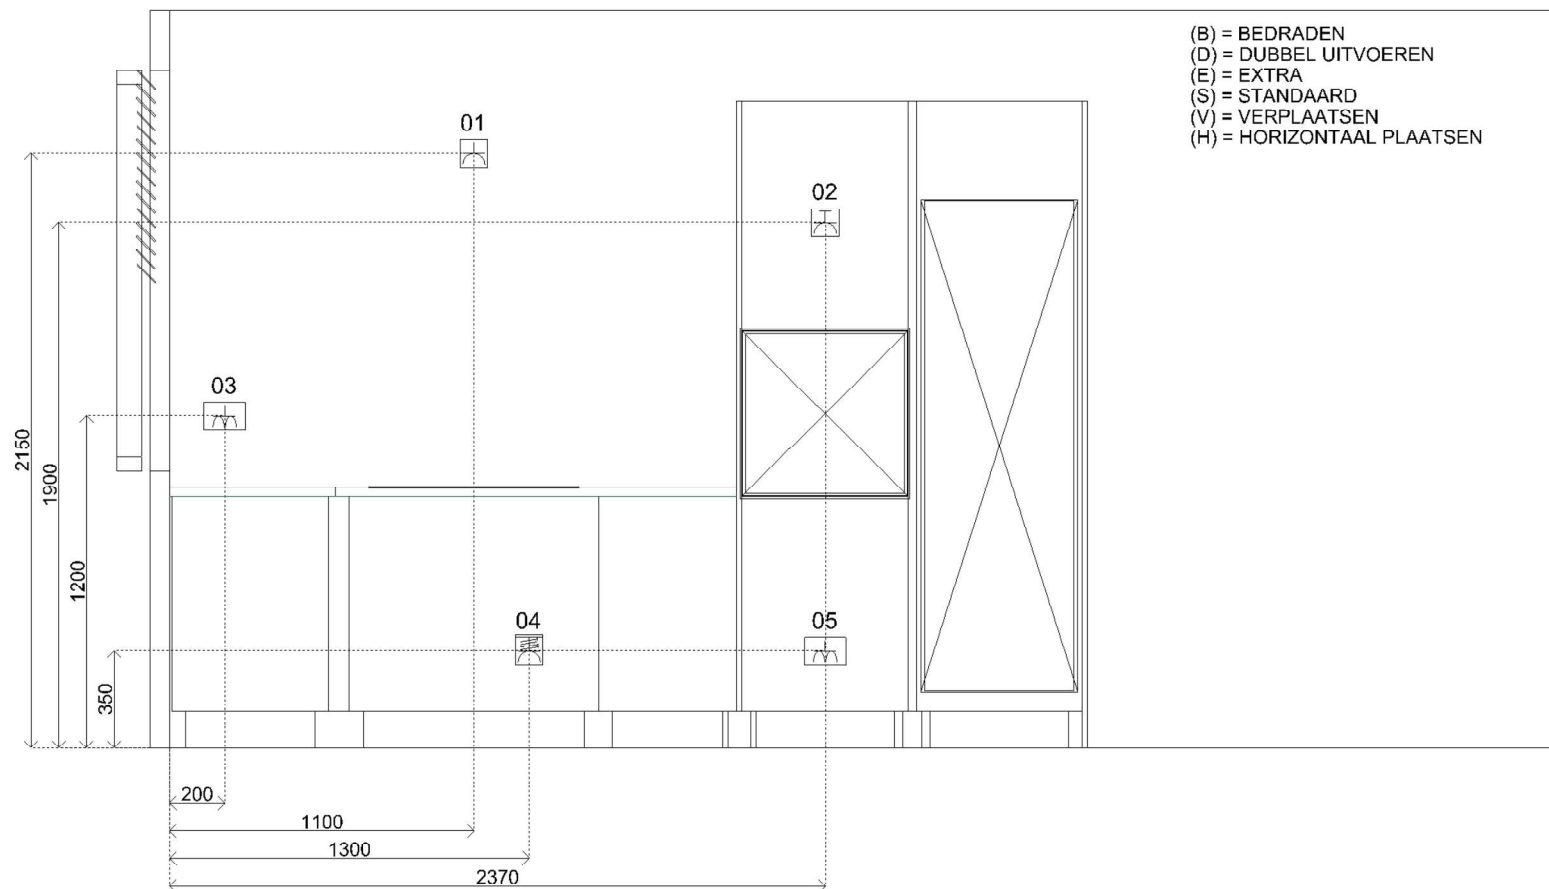 (B) = BEDRADEN
(D) = DUBBEL UITVOEREN
(E) = EXTRA
(S) = STANDAARD
(V) = VERPLAATSEN
(H) = HORIZONTAAL PLAATSEN
01
02
03
04
05
2150
1900
1200
350
200
1100
1300
2370